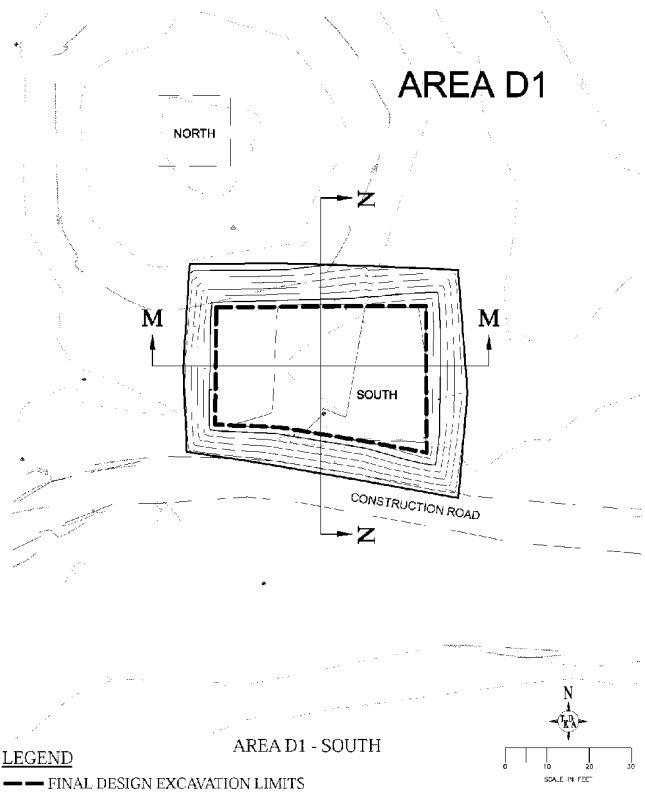 AREA D1
NORTH
N
M
M
SOUTH
CONSTRUCTION ROAD
N
N
AREA D1 - SOUTH
LEGEND
FINAL DESIGN EXCAVATION LIMITS
0 10 20 30
SCALE IN FEET